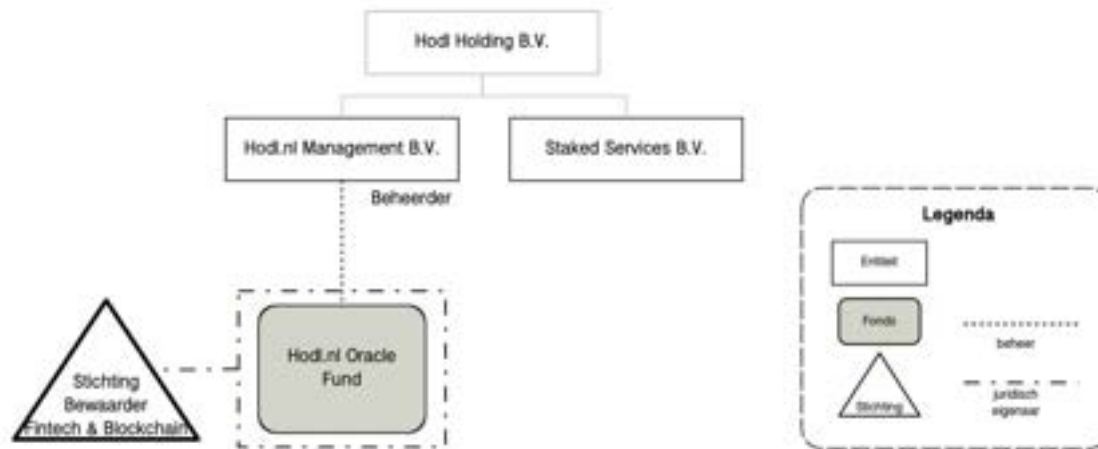 Hodl Holding B.V.
Hodl.nl Management B.V.
Staked Services B.V.
Beheerder
Hodl.nl Oracle
Fund
Stichting
Bewaarder
Fintech & Blockchain
Legenda
Entiteit
Fonds
beheer
Stichting
juridisch
eigenaar